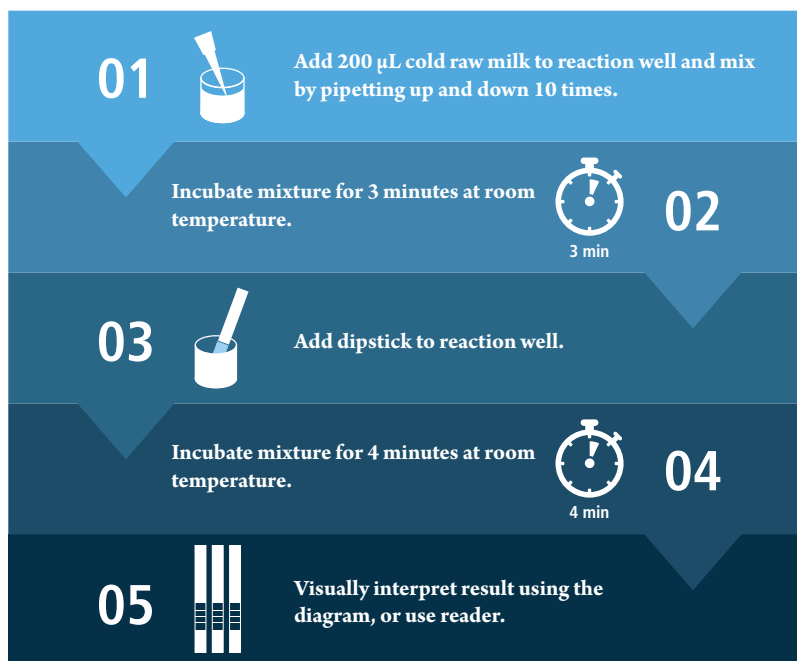 01
Add 200 µL cold raw milk to reaction well and mix
by pipetting up and down 10 times.
Incubate mixture for 3 minutes at room
temperature.
3 min
02
03
Add dipstick to reaction well.
Incubate mixture for 4 minutes at room
temperature.
4 min
04
05
Visually interpret result using the
diagram, or use reader.